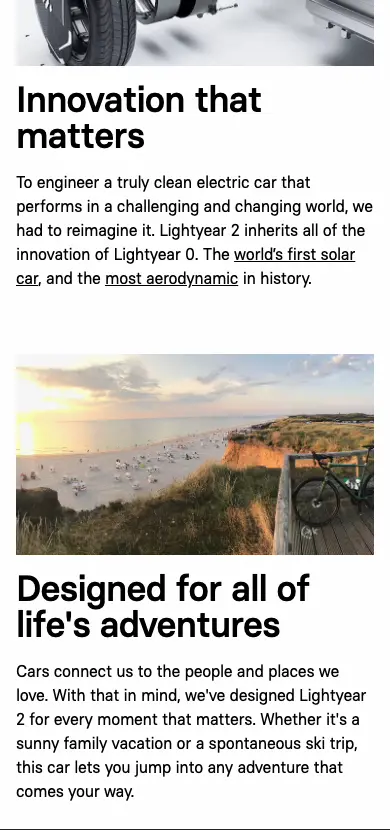 Innovation that
matters
To engineer a truly clean electric car that
performs in a challenging and changing world, we
had to reimagine it. Lightyear 2 inherits all of the
innovation of Lightyear 0. The world’s first solar
car, and the most aerodynamic in history.
Designed for all of
life's adventures
Cars connect us to the people and places we
love. With that in mind, we've designed Lightyear
2 for every moment that matters. Whether it's a
sunny family vacation or a spontaneous ski trip,
this car lets you jump into any adventure that
comes your way.